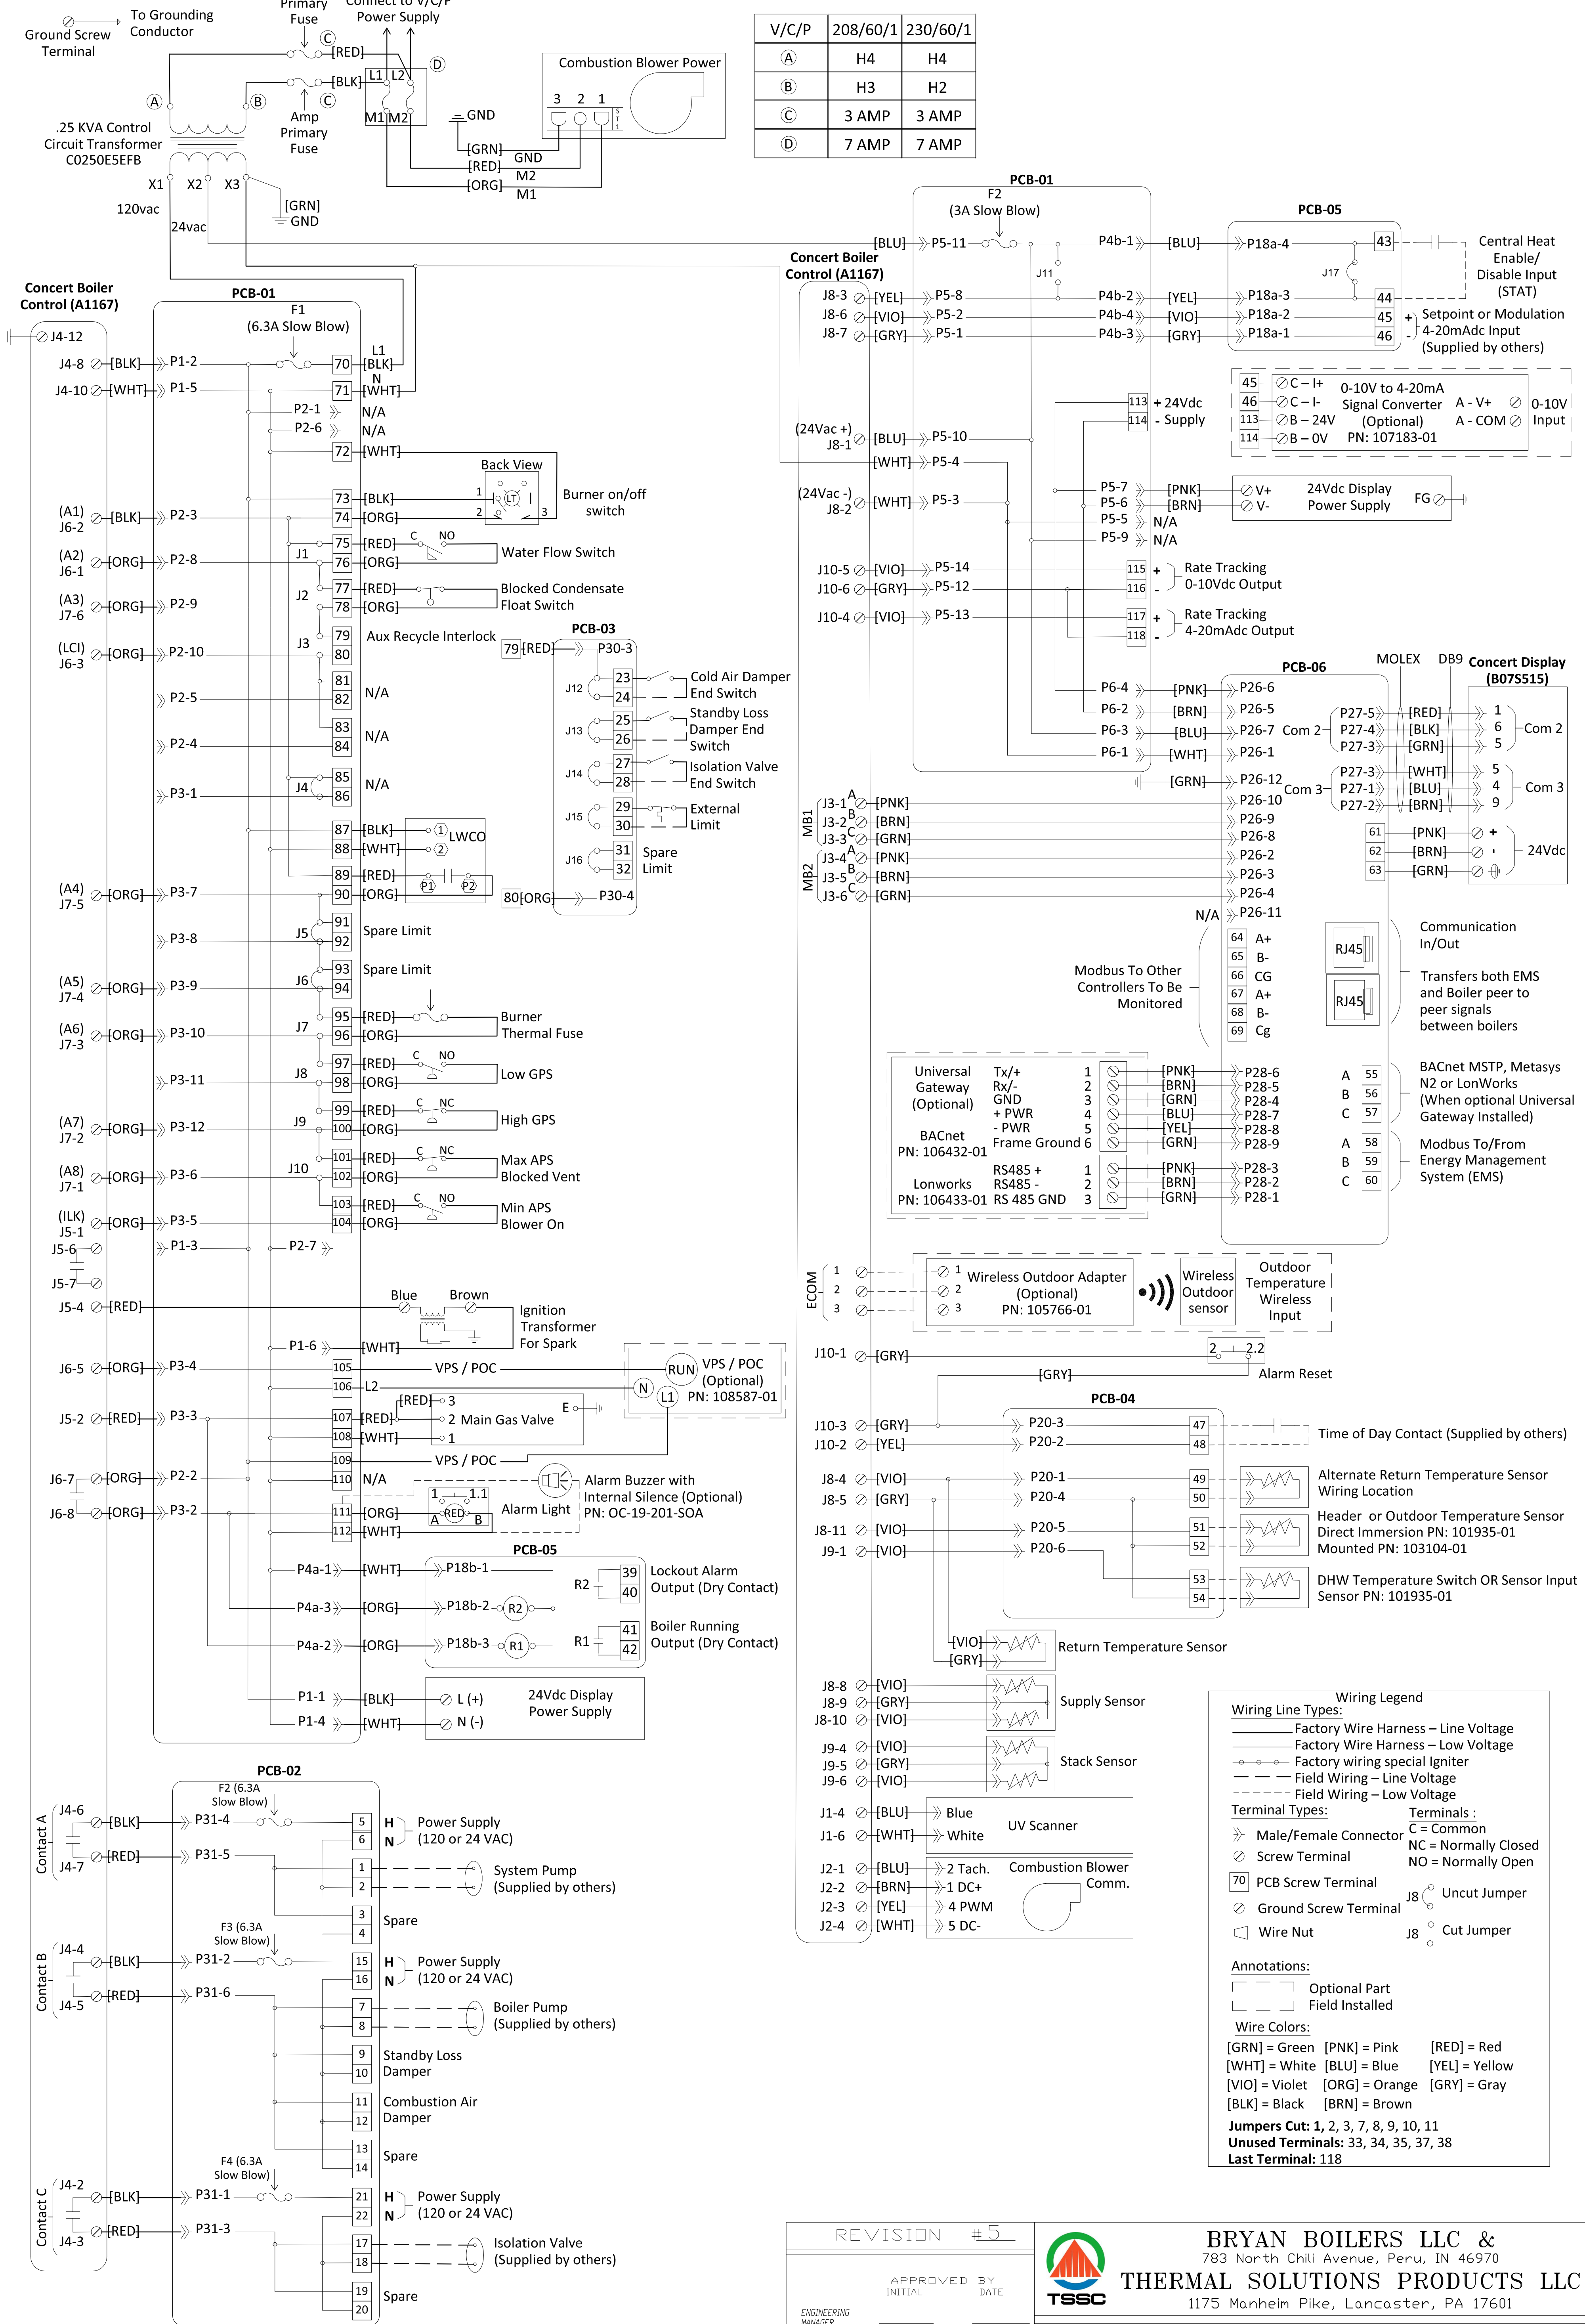 To Grounding
Conductor
Ground Screw
Terminal
Primary
Fuse
Connect to V/C/P
Power Supply
Ⓒ
[RED]
L1 L2
Ⓓ
[BLK]
Ⓐ
Ⓑ
Ⓒ
Amp
Primary
Fuse
M1 M2
.25 KVA Control
Circuit Transformer
C0250E5EFB
X1 X2 X3
120vac
24vac
[GRN]
GND
GND
[GRN]
GND
[RED]
M2
[ORG]
M1
Combustion Blower Power
3 2 1
ST1
V/C/P 208/60/1 230/60/1
Ⓐ H4 H4
Ⓑ H3 H2
Ⓒ 3 AMP 3 AMP
Ⓓ 7 AMP 7 AMP
Concert Boiler
Control (A1167)
PCB-01
F1
(6.3A Slow Blow)
J4-12
J4-8 [BLK] P1-2 70 L1 [BLK]
J4-10 [WHT] P1-5 71 N [WHT]
P2-1 N/A
P2-6 N/A
72 [WHT]
Back View
73 [BLK] 1 LT
74 [ORG] 2 3
Burner on/off
switch
(A1)
J6-2 [BLK] P2-3
75 [RED] C NO
J1 76 [ORG]
Water Flow Switch
(A2)
J6-1 [ORG] P2-8
77 [RED]
J2 78 [ORG]
Blocked Condensate
Float Switch
(A3)
J7-6 [ORG] P2-9
79 Aux Recycle Interlock
J3 80
(LCI)
J6-3 [ORG] P2-10
81
82 N/A
P2-5
83
84 N/A
P2-4
85
J4 86 N/A
P3-1
87 [BLK] 1 LWCO
88 [WHT] 2
89 [RED] P1 P2
90 [ORG]
(A4)
J7-5 [ORG] P3-7
91
J5 92 Spare Limit
P3-8
93 Spare Limit
J6 94
(A5)
J7-4 [ORG] P3-9
95 [RED]
J7 96 [ORG]
Burner
Thermal Fuse
(A6)
J7-3 [ORG] P3-10
97 [RED] C NO
J8 98 [ORG]
Low GPS
P3-11
99 [RED] C NC
J9 100 [ORG]
High GPS
(A7)
J7-2 [ORG] P3-12
101 [RED] C NC
J10 102 [ORG]
Max APS
Blocked Vent
(A8)
J7-1 [ORG] P3-6
103 [RED] C NO
104 [ORG]
Min APS
Blower On
(ILK)
J5-1 [ORG] P3-5
J5-6 P1-3 P2-7
J5-7
J5-4 [RED]
Blue Brown
Ignition
Transformer
For Spark
P1-6 [WHT]
J6-5 [ORG] P3-4
105 VPS / POC RUN
106 L2 N L1
VPS / POC
(Optional)
PN: 108587-01
[RED] 3
J5-2 [RED] P3-3
107 [RED] 2 Main Gas Valve E
108 [WHT] 1
109 VPS / POC
110 N/A
J6-7 [ORG] P2-2
J6-8 [ORG] P3-2
111 [ORG]
112 [WHT]
1 1.1
A RED B
Alarm Light
Alarm Buzzer with
Internal Silence (Optional)
PN: OC-19-201-SOA
PCB-05
P4a-1 [WHT] P18b-1
P4a-3 [ORG] P18b-2 R2
P4a-2 [ORG] P18b-3 R1
R2 39
40
Lockout Alarm
Output (Dry Contact)
R1 41
42
Boiler Running
Output (Dry Contact)
P1-1 [BLK] L (+)
P1-4 [WHT] N (-)
24Vdc Display
Power Supply
PCB-03
79 [RED] P30-3
J12 23
24
Cold Air Damper
End Switch
J13 25
26
Standby Loss
Damper End
Switch
J14 27
28
Isolation Valve
End Switch
J15 29
30
External
Limit
J16 31
32
Spare
Limit
80 [ORG] P30-4
PCB-02
F2 (6.3A
Slow Blow)
Contact A
J4-6 [BLK] P31-4
J4-7 [RED] P31-5
5 H
6 N
Power Supply
(120 or 24 VAC)
1
2
System Pump
(Supplied by others)
3
4
Spare
F3 (6.3A
Slow Blow)
Contact B
J4-4 [BLK] P31-2
J4-5 [RED] P31-6
15 H
16 N
Power Supply
(120 or 24 VAC)
7
8
Boiler Pump
(Supplied by others)
9
10
Standby Loss
Damper
11
12
Combustion Air
Damper
13
14
Spare
F4 (6.3A
Slow Blow)
Contact C
J4-2 [BLK] P31-1
J4-3 [RED] P31-3
21 H
22 N
Power Supply
(120 or 24 VAC)
17
18
Isolation Valve
(Supplied by others)
19
20
Spare
Concert Boiler
Control (A1167)
PCB-01
F2
(3A Slow Blow)
PCB-05
[BLU] P5-11 P4b-1 [BLU] P18a-4 43
J11 J17
J8-3 [YEL] P5-8 P4b-2 [YEL] P18a-3 44
J8-6 [VIO] P5-2 P4b-4 [VIO] P18a-2 45 +
J8-7 [GRY] P5-1 P4b-3 [GRY] P18a-1 46 -
Central Heat
Enable/
Disable Input
(STAT)
Setpoint or Modulation
4-20mAdc Input
(Supplied by others)
45 C – I+
46 C – I-
113 B – 24V
114 B – 0V
0-10V to 4-20mA
Signal Converter
(Optional)
PN: 107183-01
A - V+
A - COM
0-10V
Input
113 + 24Vdc
114 - Supply
(24Vac +)
J8-1 [BLU] P5-10
[WHT] P5-4
(24Vac -)
J8-2 [WHT] P5-3
P5-7 [PNK] V+
P5-6 [BRN] V-
24Vdc Display
Power Supply
FG
P5-5 N/A
P5-9 N/A
J10-5 [VIO] P5-14
J10-6 [GRY] P5-12
J10-4 [VIO] P5-13
115 +
116 -
Rate Tracking
0-10Vdc Output
117 +
118 -
Rate Tracking
4-20mAdc Output
PCB-06
MOLEX DB9
Concert Display
(B07S515)
P6-4 [PNK] P26-6
P6-2 [BRN] P26-5
P6-3 [BLU] P26-7
P6-1 [WHT] P26-1
[GRN] P26-12
Com 2
P27-5 [RED] 1
P27-4 [BLK] 6
P27-3 [GRN] 5
Com 2
Com 3
P27-3 [WHT] 5
P27-1 [BLU] 4
P27-2 [BRN] 9
Com 3
MB1
J3-1 A [PNK] P26-10
J3-2 B [BRN] P26-9
J3-3 C [GRN] P26-8
MB2
J3-4 A [PNK] P26-2
J3-5 B [BRN] P26-3
J3-6 C [GRN] P26-4
N/A P26-11
61 [PNK] +
62 [BRN] -
63 [GRN]
24Vdc
Modbus To Other
Controllers To Be
Monitored
64 A+
65 B-
66 CG
67 A+
68 B-
69 Cg
RJ45
RJ45
Communication
In/Out
Transfers both EMS
and Boiler peer to
peer signals
between boilers
Universal
Gateway
(Optional)
BACnet
PN: 106432-01
Lonworks
PN: 106433-01
Tx/+ 1 [PNK] P28-6
Rx/- 2 [BRN] P28-5
GND 3 [GRN] P28-4
+ PWR 4 [BLU] P28-7
- PWR 5 [YEL] P28-8
Frame Ground 6 [GRN] P28-9
RS485 + 1 [PNK] P28-3
RS485 - 2 [BRN] P28-2
RS 485 GND 3 [GRN] P28-1
A 55
B 56
C 57
BACnet MSTP, Metasys
N2 or LonWorks
(When optional Universal
Gateway Installed)
A 58
B 59
C 60
Modbus To/From
Energy Management
System (EMS)
ECOM
1 1
2 2
3 3
Wireless Outdoor Adapter
(Optional)
PN: 105766-01
Wireless
Outdoor
sensor
Outdoor
Temperature
Wireless
Input
J10-1 [GRY]
2 2.2
[GRY]
Alarm Reset
PCB-04
J10-3 [GRY] P20-3 47
J10-2 [YEL] P20-2 48
Time of Day Contact (Supplied by others)
J8-4 [VIO] P20-1 49
J8-5 [GRY] P20-4 50
Alternate Return Temperature Sensor
Wiring Location
J8-11 [VIO] P20-5 51
52
Header or Outdoor Temperature Sensor
Direct Immersion PN: 101935-01
Mounted PN: 103104-01
J9-1 [VIO] P20-6
53
54
DHW Temperature Switch OR Sensor Input
Sensor PN: 101935-01
[VIO]
[GRY]
Return Temperature Sensor
J8-8 [VIO]
J8-9 [GRY]
J8-10 [VIO]
Supply Sensor
J9-4 [VIO]
J9-5 [GRY]
J9-6 [VIO]
Stack Sensor
J1-4 [BLU] Blue
J1-6 [WHT] White
UV Scanner
J2-1 [BLU] 2 Tach.
J2-2 [BRN] 1 DC+
J2-3 [YEL] 4 PWM
J2-4 [WHT] 5 DC-
Combustion Blower
Comm.
Wiring Legend
Wiring Line Types:
Factory Wire Harness – Line Voltage
Factory Wire Harness – Low Voltage
Factory wiring special Igniter
Field Wiring – Line Voltage
Field Wiring – Low Voltage
Terminal Types:
Male/Female Connector
Screw Terminal
70 PCB Screw Terminal
Ground Screw Terminal
Wire Nut
Terminals :
C = Common
NC = Normally Closed
NO = Normally Open
J8 Uncut Jumper
J8 Cut Jumper
Annotations:
Optional Part
Field Installed
Wire Colors:
[GRN] = Green [PNK] = Pink [RED] = Red
[WHT] = White [BLU] = Blue [YEL] = Yellow
[VIO] = Violet [ORG] = Orange [GRY] = Gray
[BLK] = Black [BRN] = Brown
Jumpers Cut: 1, 2, 3, 7, 8, 9, 10, 11
Unused Terminals: 33, 34, 35, 37, 38
Last Terminal: 118
REVISION #5
APPROVED BY
INITIAL DATE
ENGINEERING
MANAGER
TSSC
BRYAN BOILERS LLC &
783 North Chili Avenue, Peru, IN 46970
THERMAL SOLUTIONS PRODUCTS LLC
1175 Manheim Pike, Lancaster, PA 17601